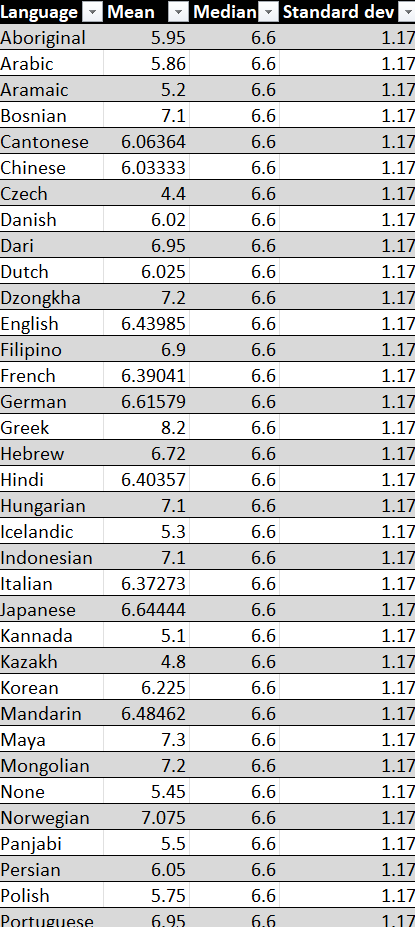 Language Mean Median Standard dev
Aboriginal 5.95 6.6 1.17
Arabic 5.86 6.6 1.17
Aramaic 5.2 6.6 1.17
Bosnian 7.1 6.6 1.17
Cantonese 6.06364 6.6 1.17
Chinese 6.03333 6.6 1.17
Czech 4.4 6.6 1.17
Danish 6.02 6.6 1.17
Dari 6.95 6.6 1.17
Dutch 6.025 6.6 1.17
Dzongkha 7.2 6.6 1.17
English 6.43985 6.6 1.17
Filipino 6.9 6.6 1.17
French 6.39041 6.6 1.17
German 6.61579 6.6 1.17
Greek 8.2 6.6 1.17
Hebrew 6.72 6.6 1.17
Hindi 6.40357 6.6 1.17
Hungarian 7.1 6.6 1.17
Icelandic 5.3 6.6 1.17
Indonesian 7.1 6.6 1.17
Italian 6.37273 6.6 1.17
Japanese 6.64444 6.6 1.17
Kannada 5.1 6.6 1.17
Kazakh 4.8 6.6 1.17
Korean 6.225 6.6 1.17
Mandarin 6.48462 6.6 1.17
Maya 7.3 6.6 1.17
Mongolian 7.2 6.6 1.17
None 5.45 6.6 1.17
Norwegian 7.075 6.6 1.17
Panjabi 5.5 6.6 1.17
Persian 6.05 6.6 1.17
Polish 5.75 6.6 1.17
Portuguese 6.95 6.6 1.17